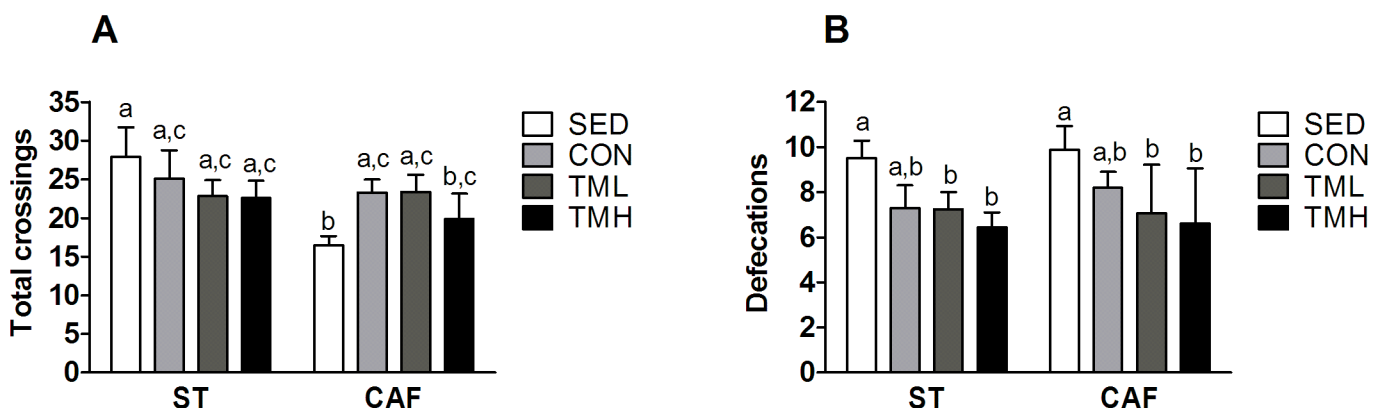 A
Total crossings
35
30
25
20
15
10
5
0
a
a,c
a,c
a,c
b
a,c
a,c
b,c
ST
CAF
SED
CON
TML
TMH
B
Defecations
12
10
8
6
4
2
0
a
a,b
b
b
a
a,b
b
b
ST
CAF
SED
CON
TML
TMH